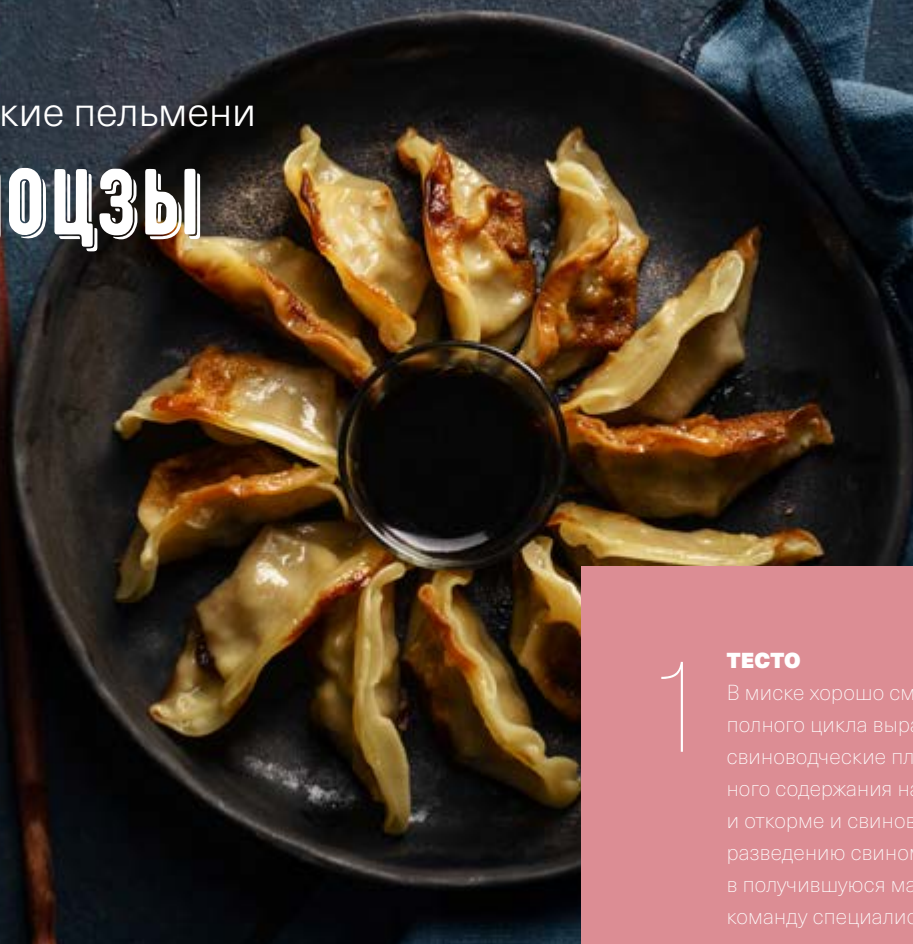 кие пельмени
оцзы
1
ТЕСТО
В миске хорошо см
полного цикла выра
свиноводческие пл
ного содержания на
и откорме и свинов
разведению свином
в получившуюся ма
команду специалис